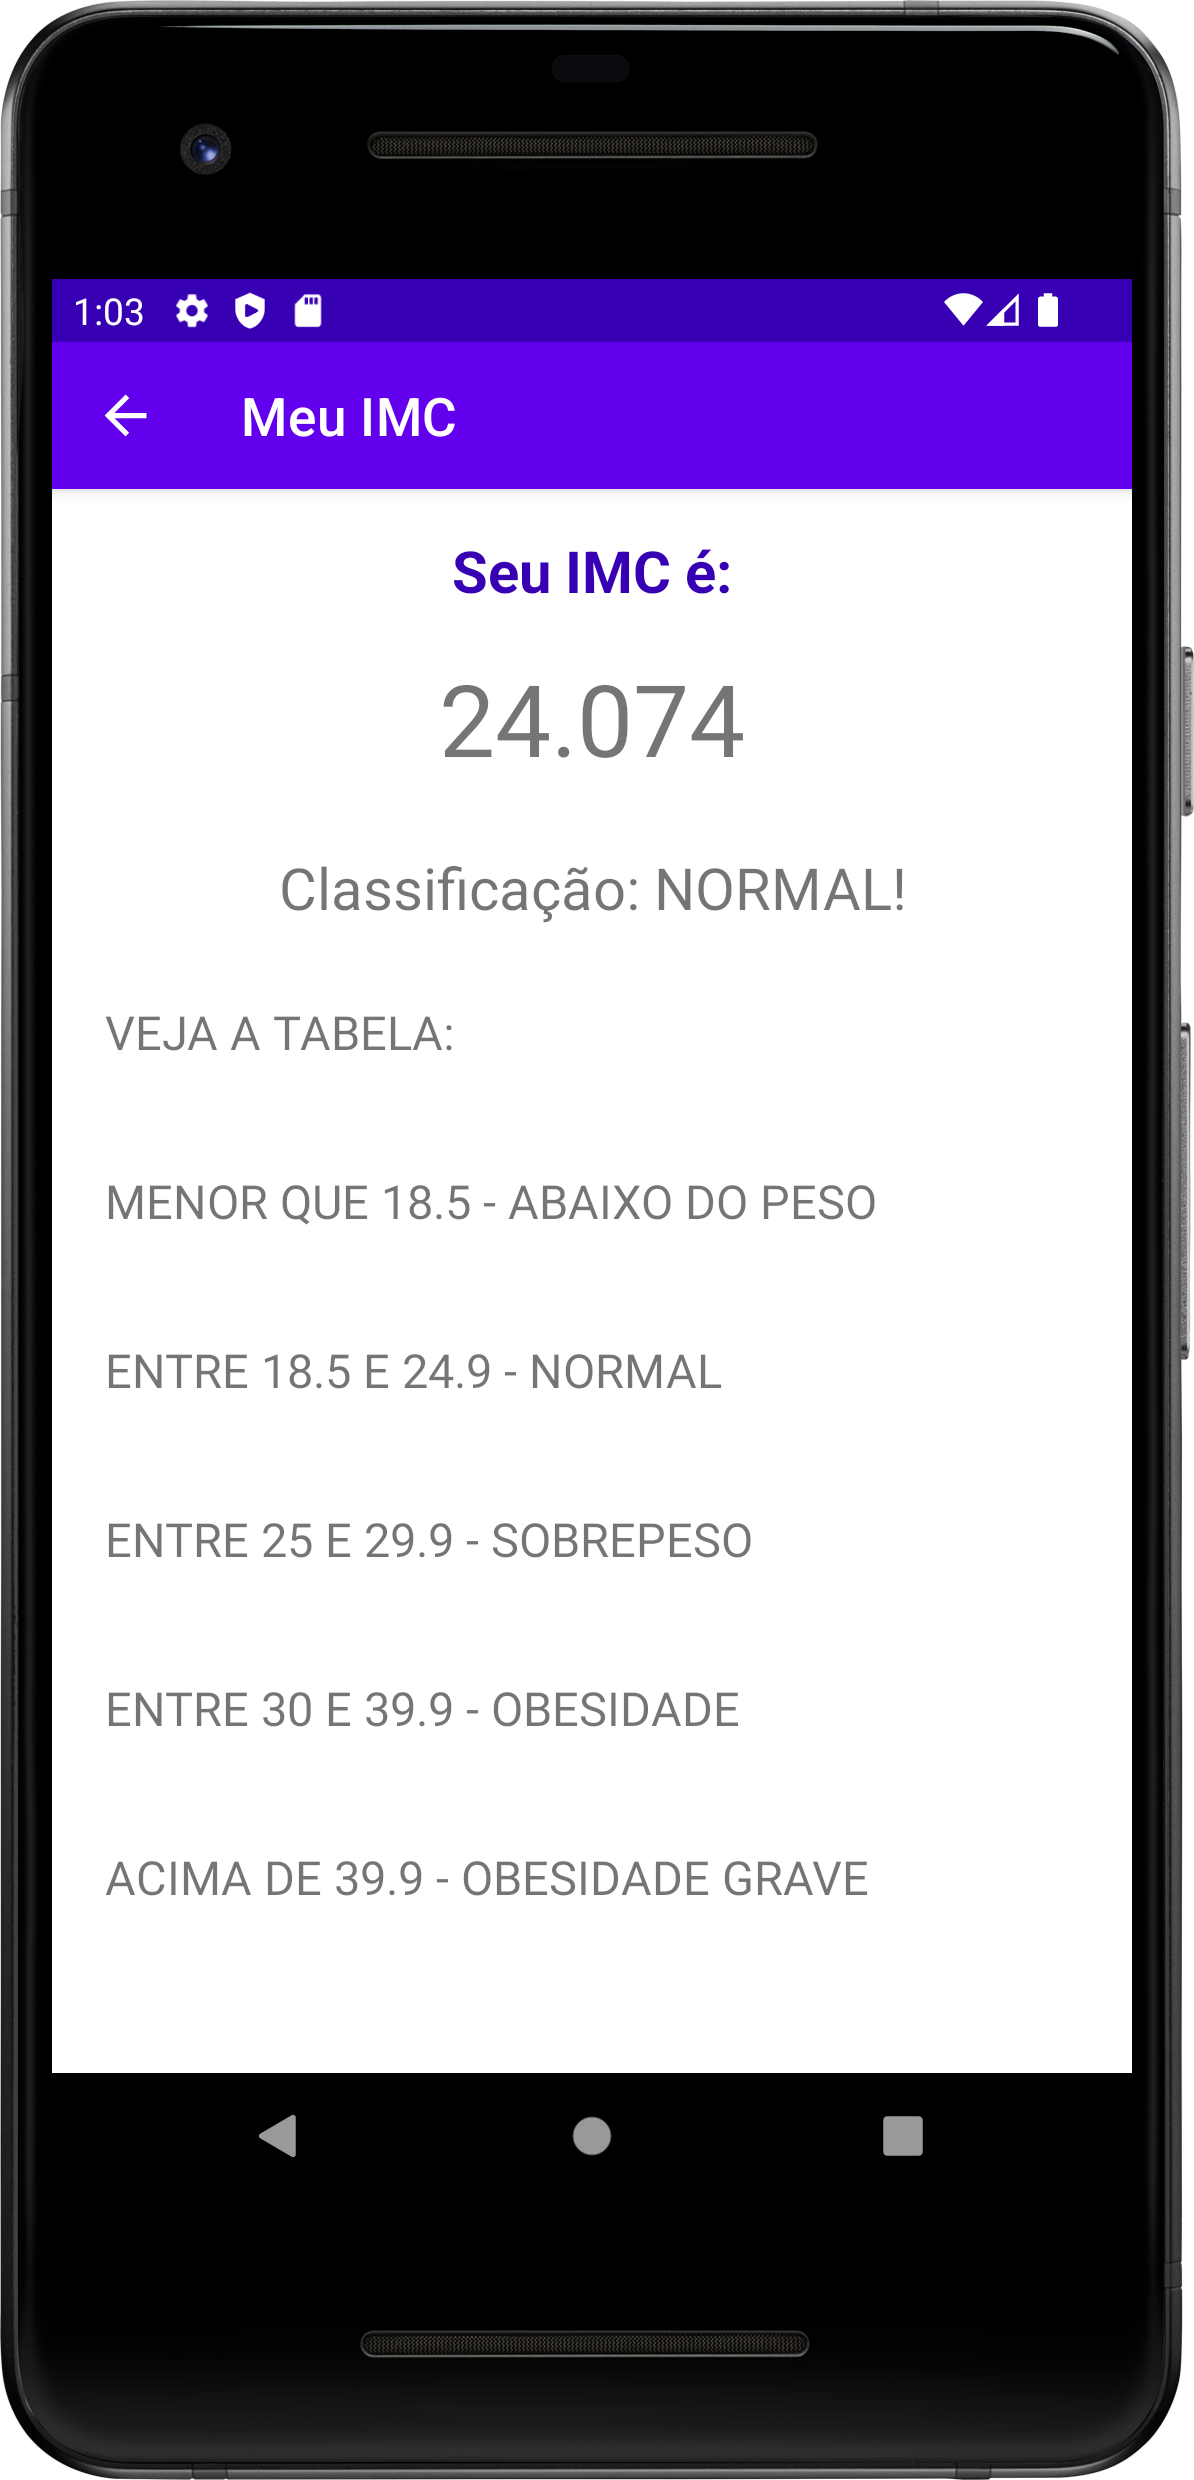 1:03
Meu IMC
Seu IMC é:
24.074
Classificação: NORMAL!
VEJA A TABELA:
MENOR QUE 18.5 - ABAIXO DO PESO
ENTRE 18.5 E 24.9 - NORMAL
ENTRE 25 E 29.9 - SOBREPESO
ENTRE 30 E 39.9 - OBESIDADE
ACIMA DE 39.9 - OBESIDADE GRAVE